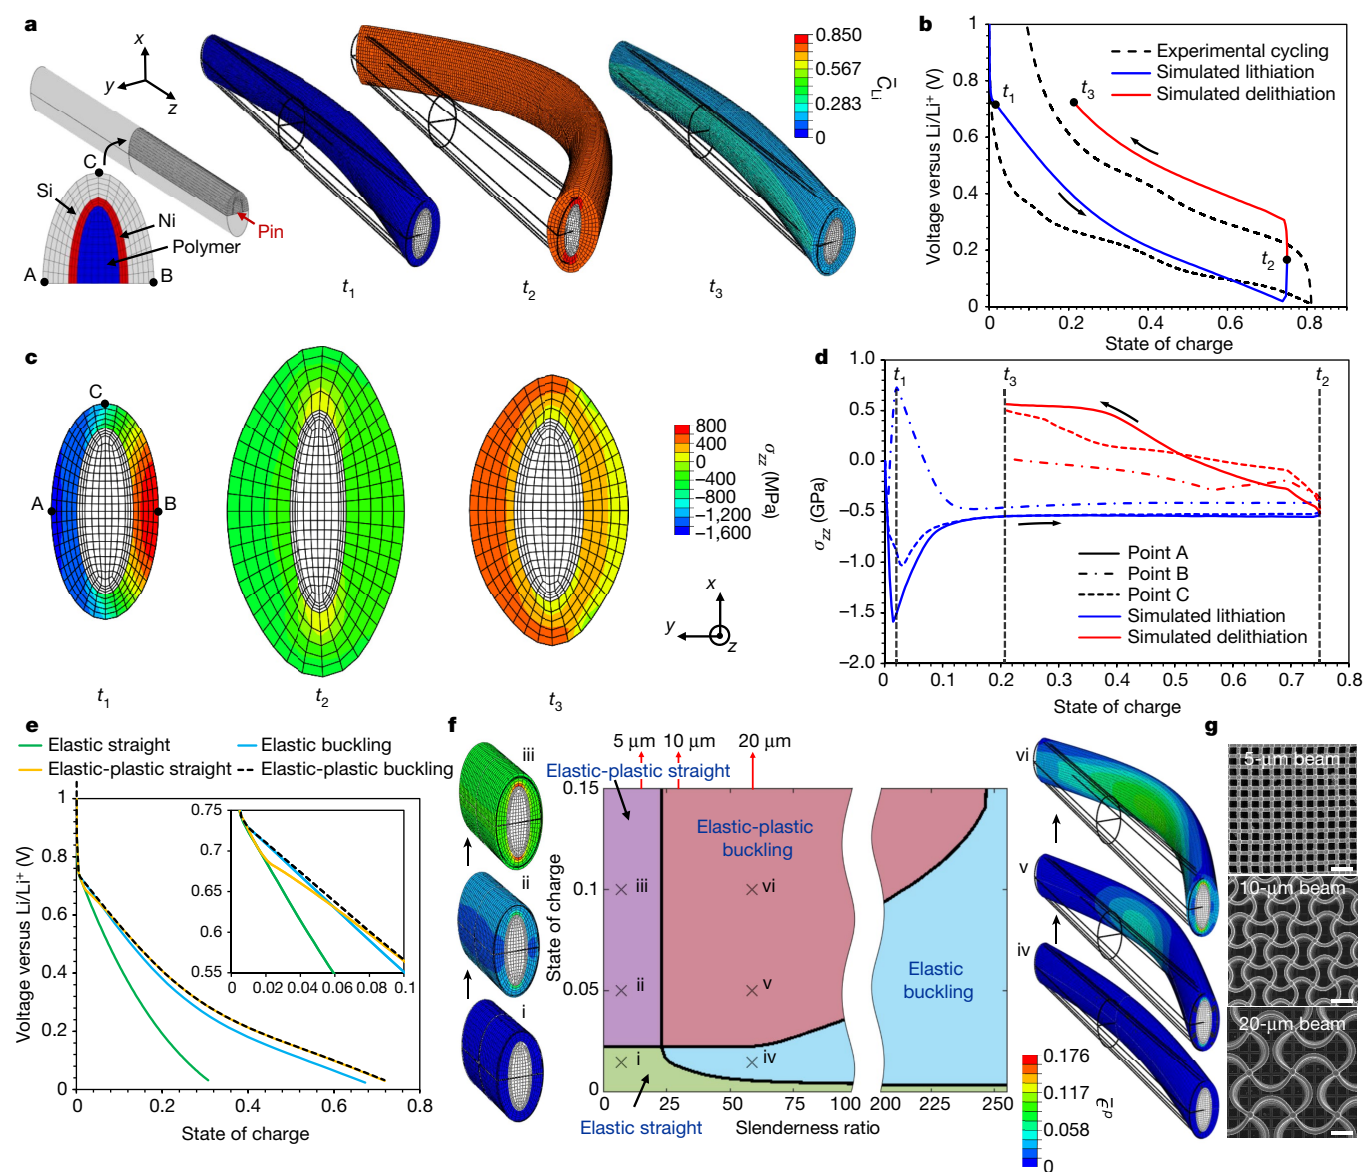 a
x
y
z
C
Si
Ni
Polymer
Pin
A
B
t1
t2
t3
0.850
0.567
0.283
0
C̅Li
b
Experimental cycling
Simulated lithiation
Simulated delithiation
t1
t3
t2
Voltage versus Li/Li+ (V)
1
0.8
0.6
0.4
0.2
0
0
0.2
0.4
0.6
0.8
State of charge
c
C
A
B
t1
t2
t3
800
400
0
−400
−800
−1,200
−1,600
σzz (MPa)
x
y
z
d
t1
t3
t2
σzz (GPa)
1.0
0.5
0.0
−0.5
−1.0
−1.5
−2.0
Point A
Point B
Point C
Simulated lithiation
Simulated delithiation
0
0.1
0.2
0.3
0.4
0.5
0.6
0.7
0.8
State of charge
e
Elastic straight
Elastic buckling
Elastic-plastic straight
Elastic-plastic buckling
Voltage versus Li/Li+ (V)
1
0.8
0.6
0.4
0.2
0
0.75
0.7
0.65
0.6
0.55
0
0.02
0.04
0.06
0.08
0.1
0
0.2
0.4
0.6
0.8
State of charge
f
iii
ii
i
5 μm
10 μm
20 μm
Elastic-plastic straight
State of charge
0.15
0.1
0.05
0
Elastic-plastic
buckling
Elastic
buckling
iii
vi
ii
v
i
iv
0
25
50
75
100
200
225
250
Elastic straight
Slenderness ratio
vi
v
iv
0.176
0.117
0.058
0
ε̅p
g
5-μm beam
10-μm beam
20-μm beam